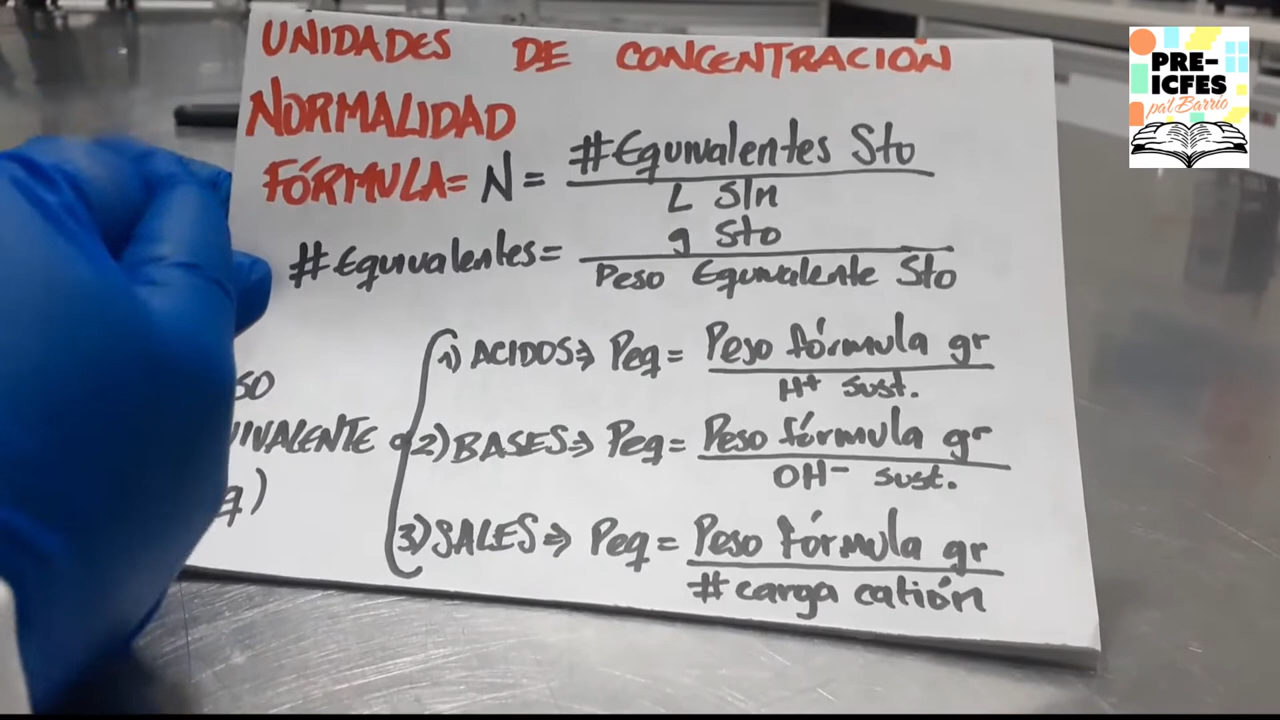 UNIDADES DE CONCENTRACIÓN
NORMALIDAD
FÓRMULA= N = #Equivalentes Sto
L Sln
#Equivalentes= g Sto
Peso Equivalente Sto
1) ACIDOS⇒ Peq = Peso fórmula gr
H+ sust.
2) BASES⇒ Peq = Peso fórmula gr
OH- sust.
3) SALES⇒ Peq = Peso fórmula gr
# carga catión
PRE-
ICFES
pal Barrio